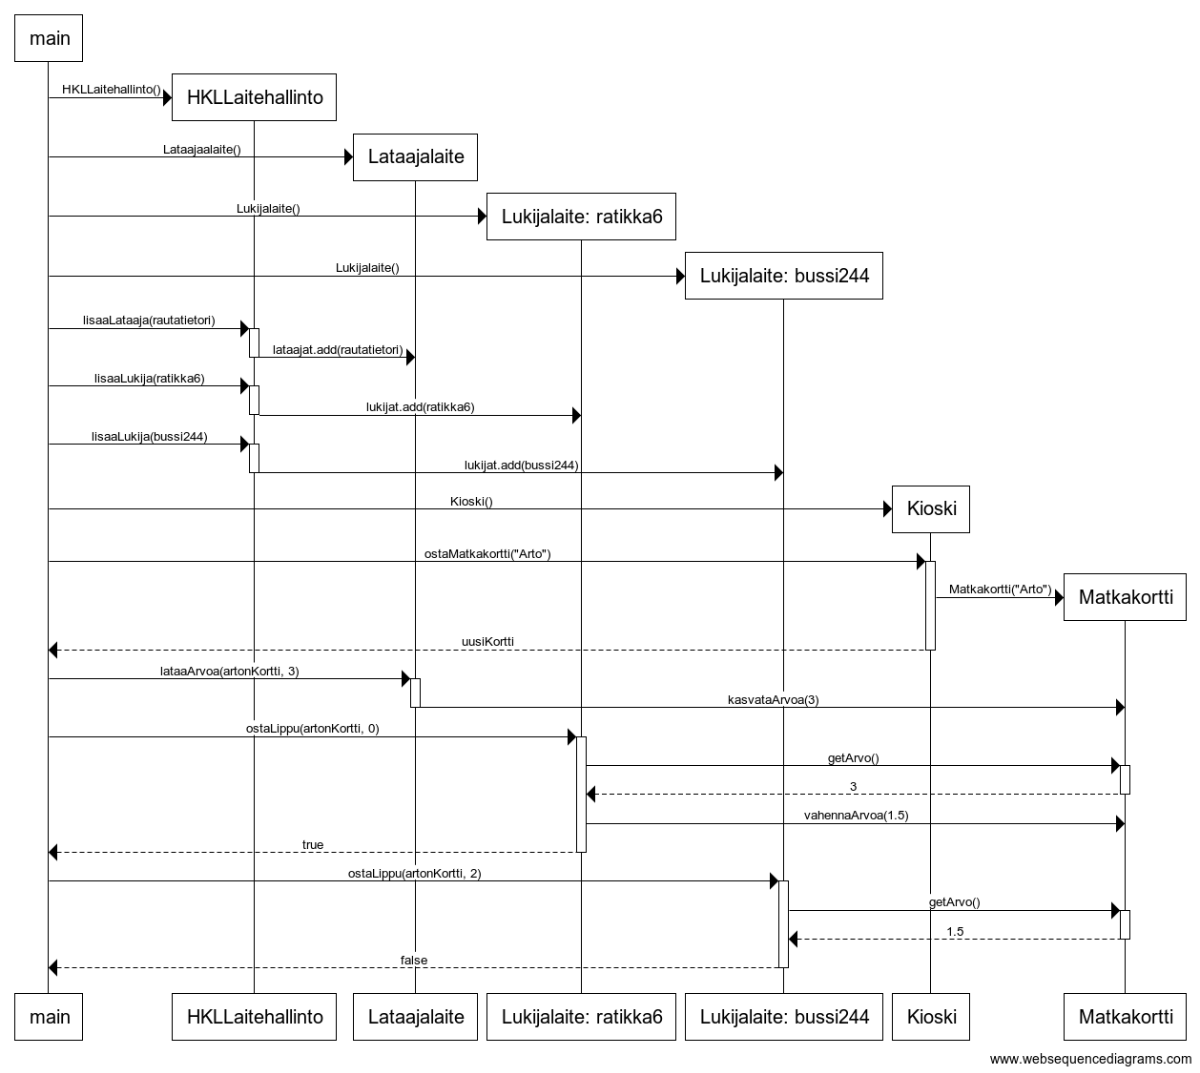 main
HKLLaitehallinto()
HKLLaitehallinto
Lataajaalaite()
Lataajalaite
Lukijalaite()
Lukijalaite: ratikka6
Lukijalaite()
Lukijalaite: bussi244
lisaaLataaja(rautatietori)
lataajat.add(rautatietori)
lisaaLukija(ratikka6)
lukijat.add(ratikka6)
lisaaLukija(bussi244)
lukijat.add(bussi244)
Kioski()
Kioski
ostaMatkakortti("Arto")
Matkakortti("Arto")
Matkakortti
uusiKortti
lataaArvoa(artonKortti, 3)
kasvataArvoa(3)
ostaLippu(artonKortti, 0)
getArvo()
3
vahennaArvoa(1.5)
true
ostaLippu(artonKortti, 2)
getArvo()
1.5
false
main
HKLLaitehallinto
Lataajalaite
Lukijalaite: ratikka6
Lukijalaite: bussi244
Kioski
Matkakortti
www.websequencediagrams.com